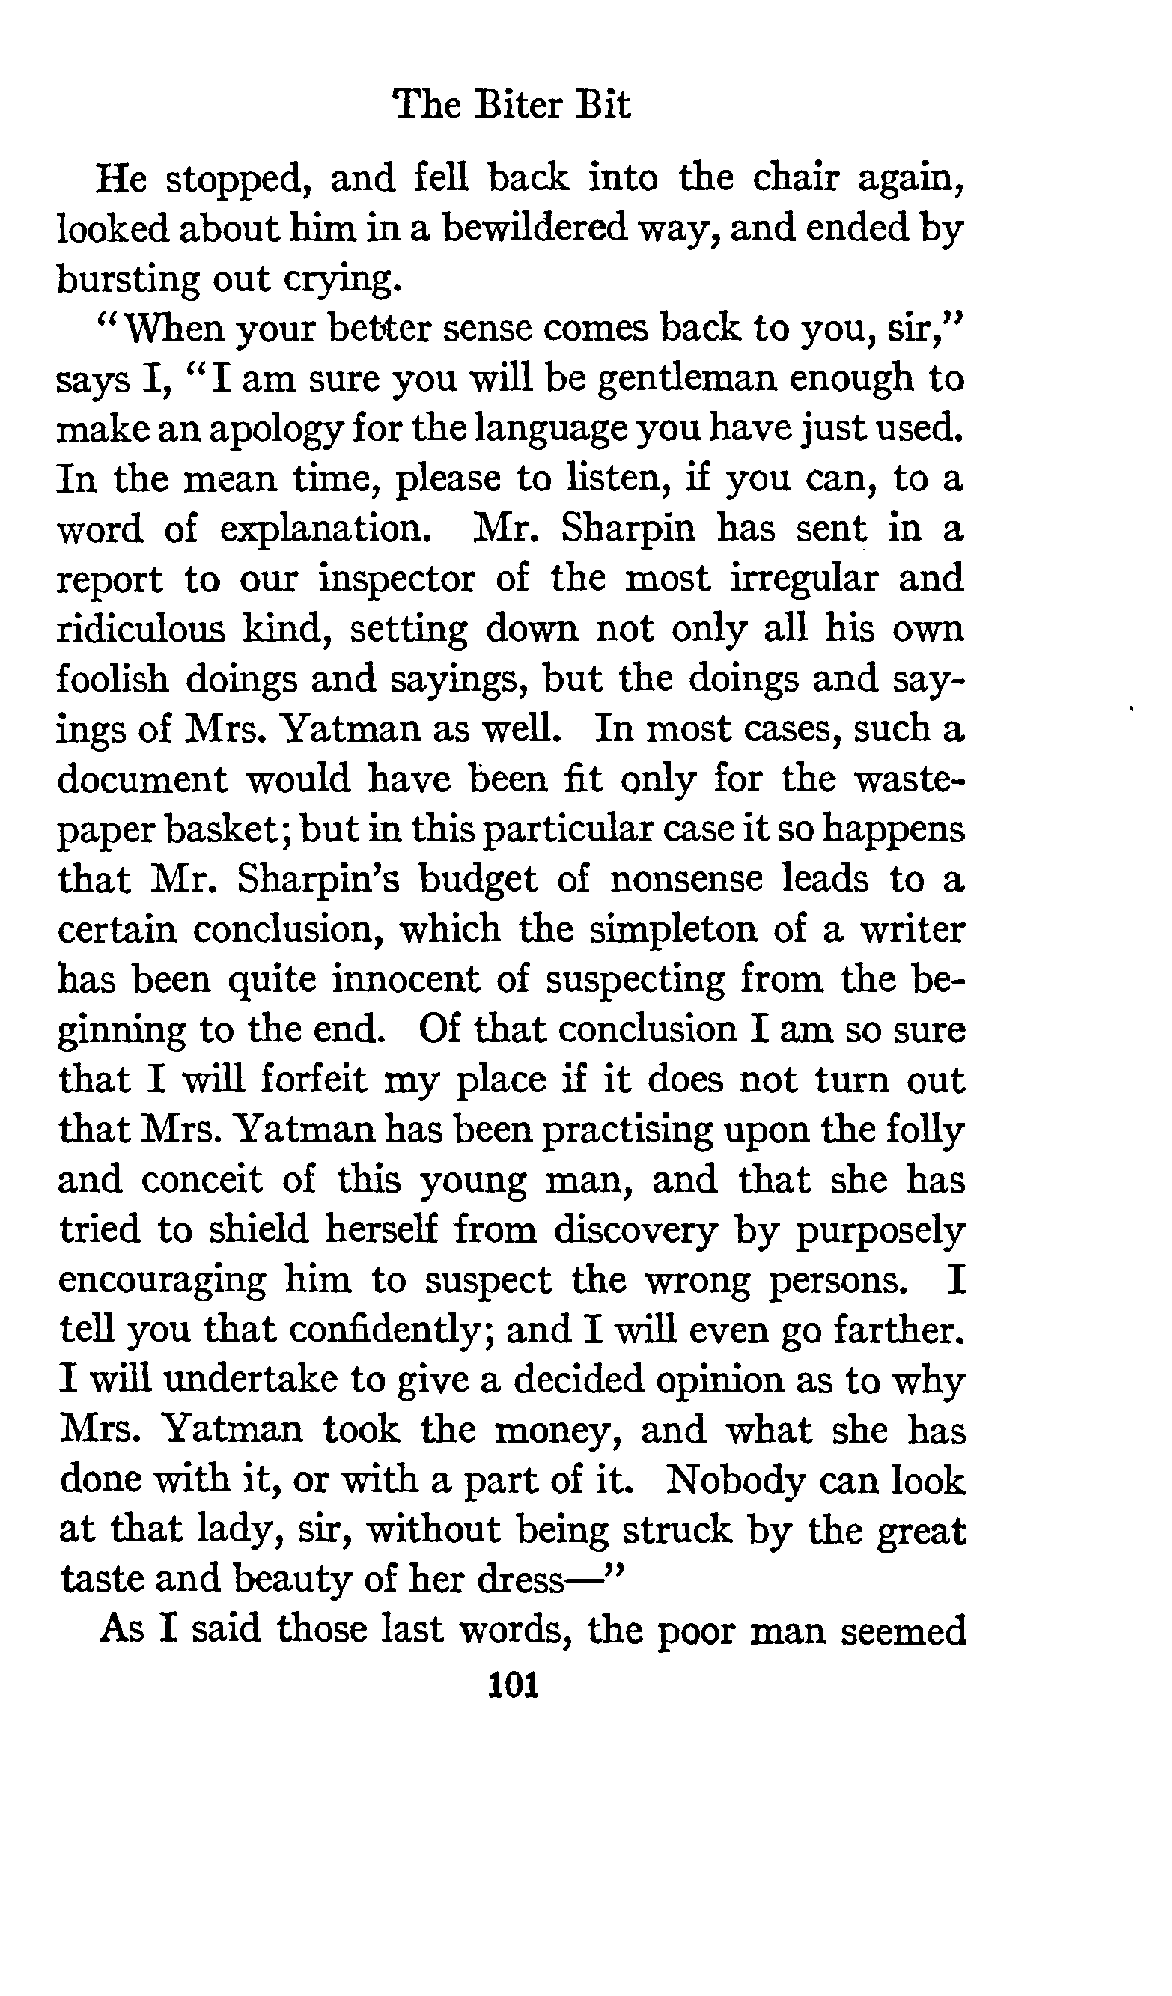 The Biter Bit
He stopped, and fell back into the chair again,
looked about him in a bewildered way, and ended by
bursting out crying.
"When your better sense comes back to you, sir,"
says I, "I am sure you will be gentleman enough to
make an apology for the language you have just used.
In the mean time, please to listen, if you can, to a
word of explanation. Mr. Sharpin has sent in a
report to our inspector of the most irregular and
ridiculous kind, setting down not only all his own
foolish doings and sayings, but the doings and say-
ings of Mrs. Yatman as well. In most cases, such a
document would have been fit only for the waste-
paper basket; but in this particular case it so happens
that Mr. Sharpin's budget of nonsense leads to a
certain conclusion, which the simpleton of a writer
has been quite innocent of suspecting from the be-
ginning to the end. Of that conclusion I am so sure
that I will forfeit my place if it does not turn out
that Mrs. Yatman has been practising upon the folly
and conceit of this young man, and that she has
tried to shield herself from discovery by purposely
encouraging him to suspect the wrong persons. I
tell you that confidently; and I will even go farther.
I will undertake to give a decided opinion as to why
Mrs. Yatman took the money, and what she has
done with it, or with a part of it. Nobody can look
at that lady, sir, without being struck by the great
taste and beauty of her dress—"
As I said those last words, the poor man seemed
101